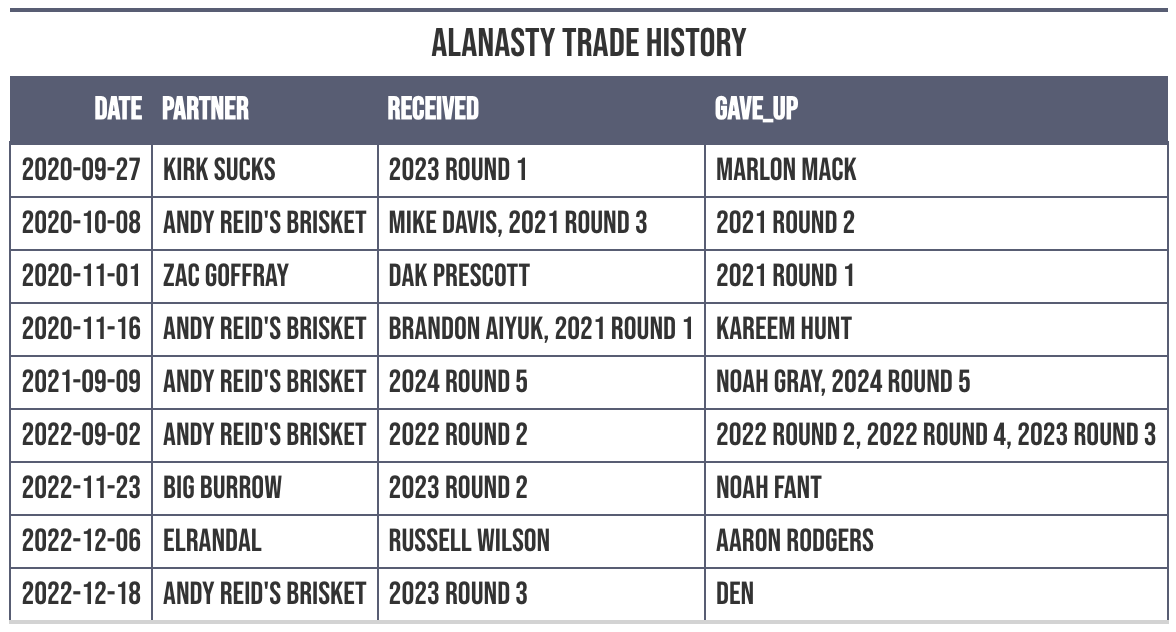 ALANASTY TRADE HISTORY
DATE PARTNER RECEIVED GAVE_UP
2020-09-27 KIRK SUCKS 2023 ROUND 1 MARLON MACK
2020-10-08 ANDY REID'S BRISKET MIKE DAVIS, 2021 ROUND 3 2021 ROUND 2
2020-11-01 ZAC GOFFRAY DAK PRESCOTT 2021 ROUND 1
2020-11-16 ANDY REID'S BRISKET BRANDON AIYUK, 2021 ROUND 1 KAREEM HUNT
2021-09-09 ANDY REID'S BRISKET 2024 ROUND 5 NOAH GRAY, 2024 ROUND 5
2022-09-02 ANDY REID'S BRISKET 2022 ROUND 2 2022 ROUND 2, 2022 ROUND 4, 2023 ROUND 3
2022-11-23 BIG BURROW 2023 ROUND 2 NOAH FANT
2022-12-06 ELRANDAL RUSSELL WILSON AARON RODGERS
2022-12-18 ANDY REID'S BRISKET 2023 ROUND 3 DEN